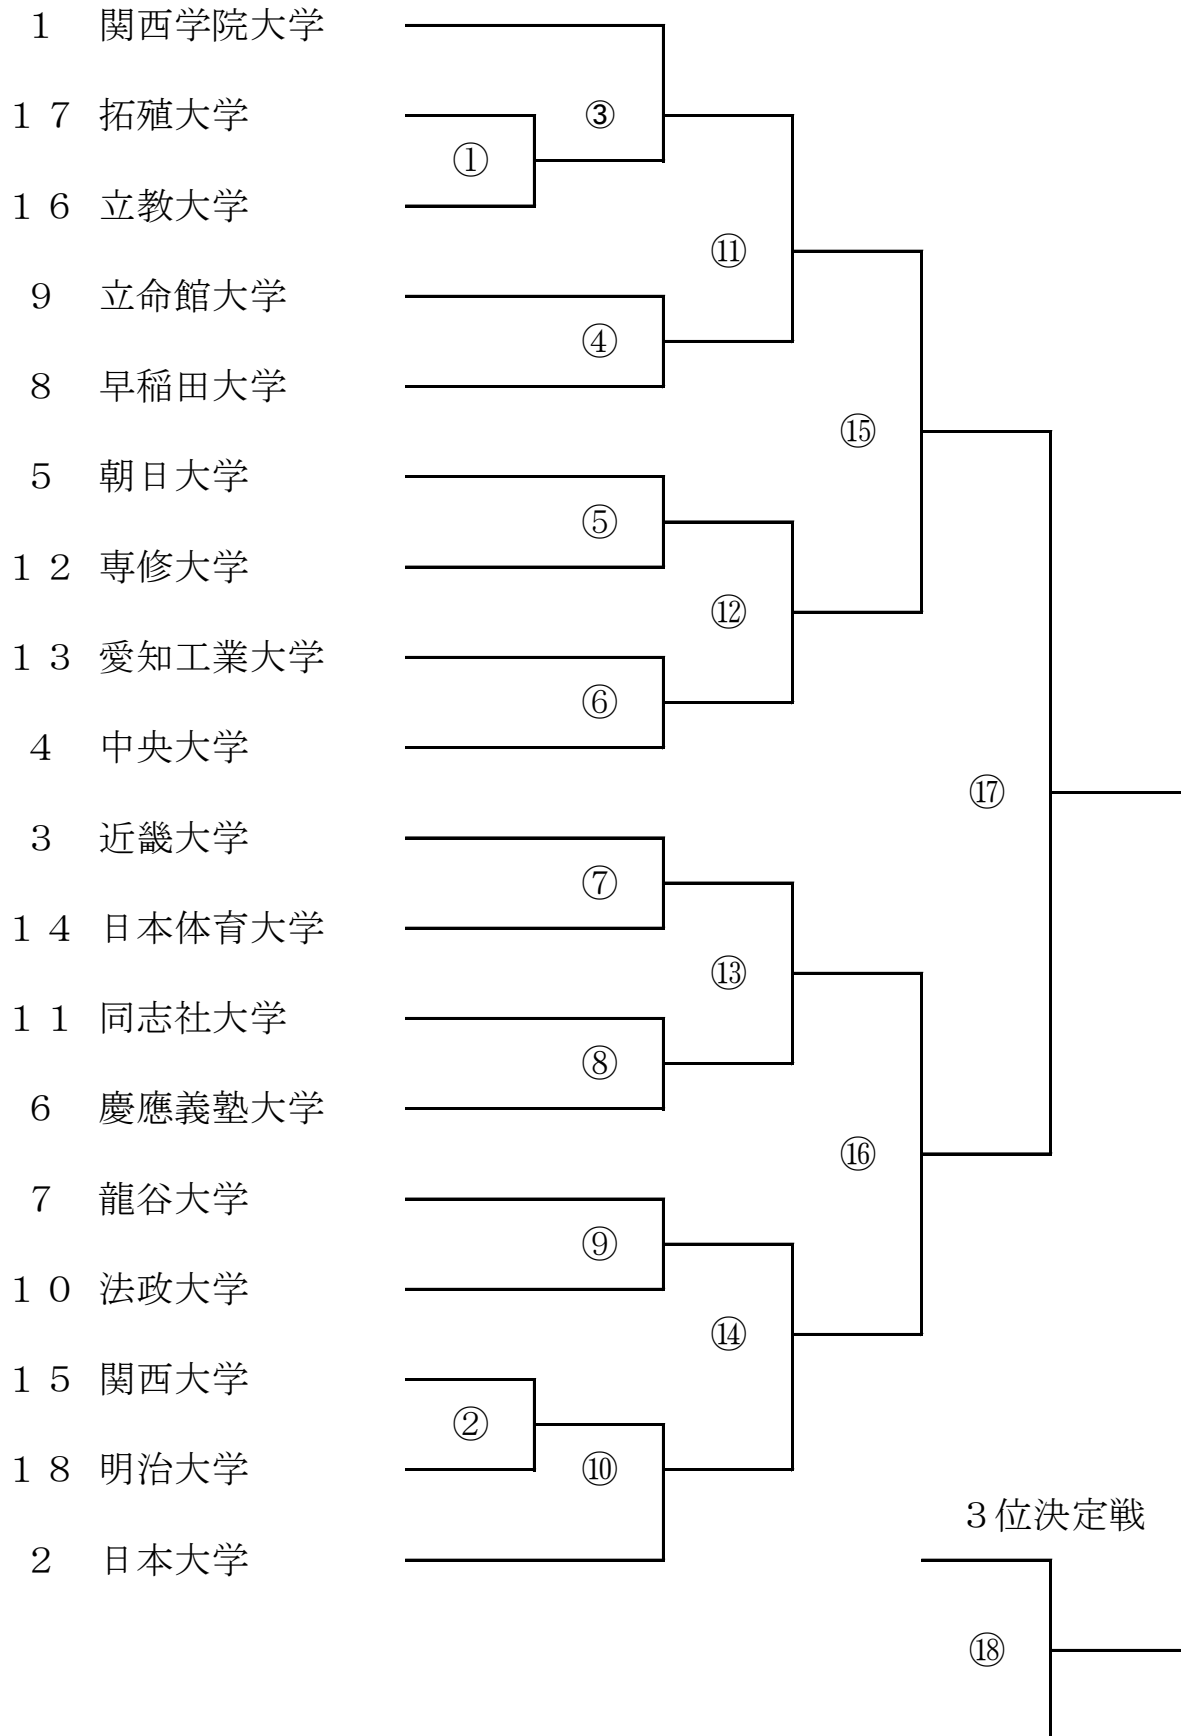 １ 関西学院大学
１７ 拓殖大学
③
①
１６ 立教大学
⑪
９ 立命館大学
④
８ 早稲田大学
⑮
５ 朝日大学
⑤
１２ 専修大学
⑫
１３ 愛知工業大学
⑥
４ 中央大学
⑰
３ 近畿大学
⑦
１４ 日本体育大学
⑬
１１ 同志社大学
⑧
６ 慶應義塾大学
⑯
７ 龍谷大学
⑨
１０ 法政大学
⑭
１５ 関西大学
②
１８ 明治大学
⑩
３位決定戦
２ 日本大学
⑱